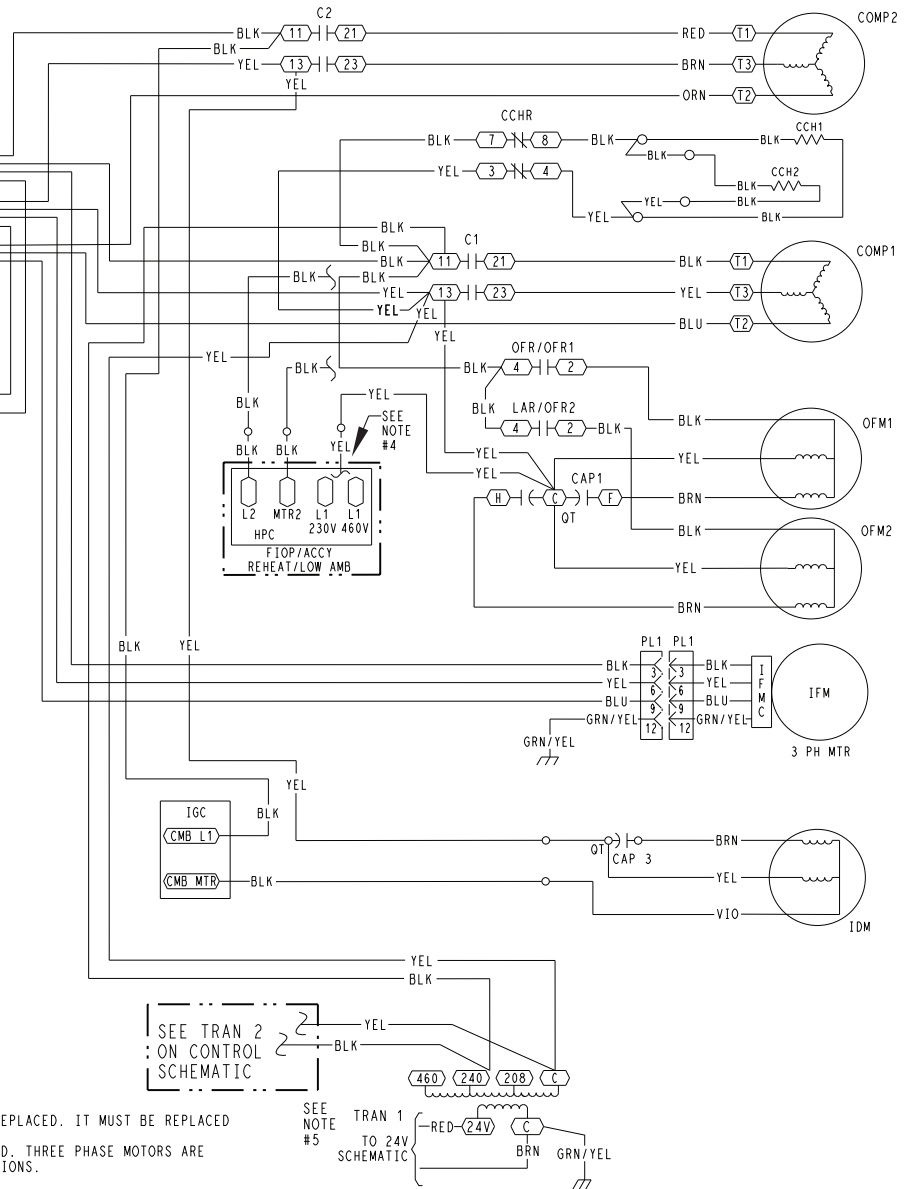 C2
COMP2
BLK 11 21 RED T1
BLK
YEL 13 23 BRN T3
YEL
ORN T2
CCHR
BLK 7 8 BLK BLK CCH1
BLK
YEL 3 4 BLK CCH2
YEL BLK
YEL BLK
BLK
BLK C1
COMP1
BLK 11 21 BLK T1
BLK BLK
YEL 13 23 YEL T3
YEL YEL
BLU T2
YEL
YEL
OFR/OFR1
BLK BLK 4 2
YEL
BLK
SEE
NOTE
#4
BLK LAR/OFR2
BLK
OFM1
4 2 BLK
BLK BLK YEL
YEL
YEL
YEL
CAP1
H C F BRN
QT
L2 MTR2 L1 L1
230V 460V
HPC
FIOP/ACCY
REHEAT/LOW AMB
BLK
OFM2
YEL
BRN
BLK YEL
PL1 PL1
BLK 3 3 BLK
YEL 6 6 YEL
BLU 9 9 BLU
GRN/YEL 12 12 GRN/YEL
IFMC
IFM
GRN/YEL
3 PH MTR
YEL
BLK
IGC
CMB L1
QT CAP 3 BRN
CMB MTR BLK
YEL
VIO
IDM
YEL
BLK
SEE TRAN 2
ON CONTROL
SCHEMATIC
YEL
BLK
460 240 208 C
EPLACED. IT MUST BE REPLACED
D. THREE PHASE MOTORS ARE
IONS.
SEE
NOTE
#5
TRAN 1
RED 24V C
TO 24V
SCHEMATIC
BRN GRN/YEL